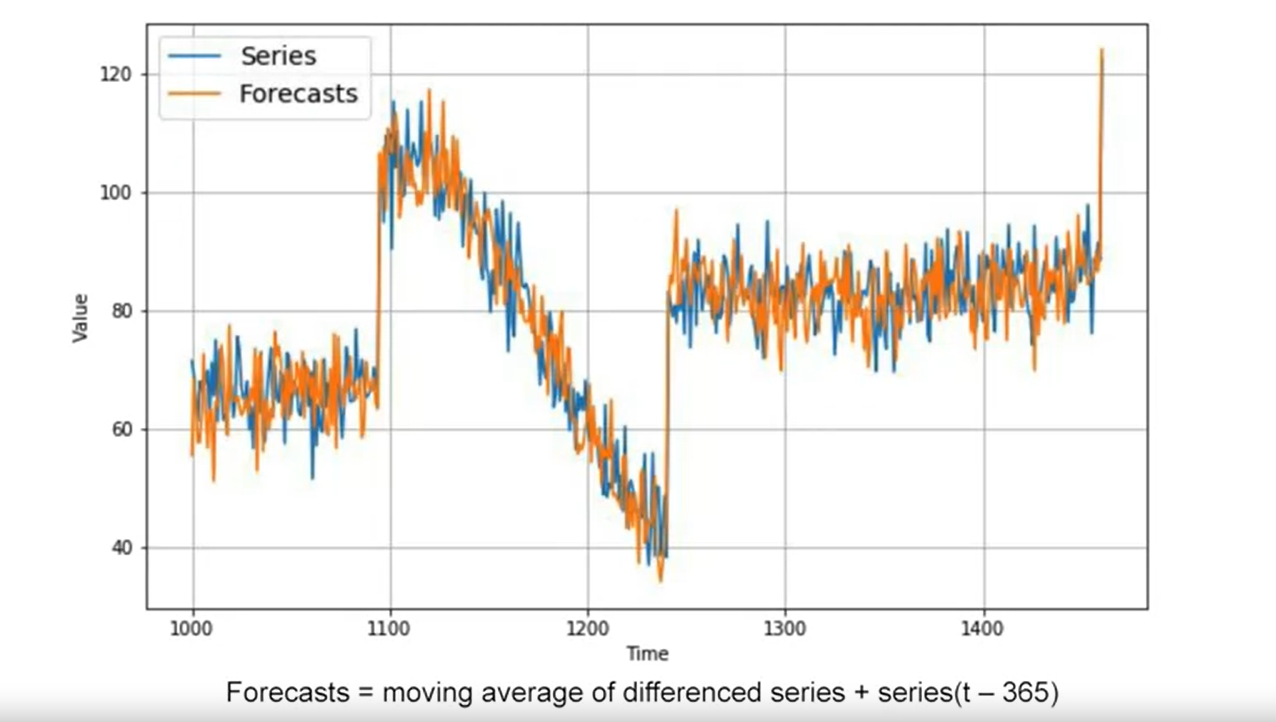 Series
Forecasts
120
100
80
60
40
Value
1000 1100 1200 1300 1400
Time
Forecasts = moving average of differenced series + series(t – 365)